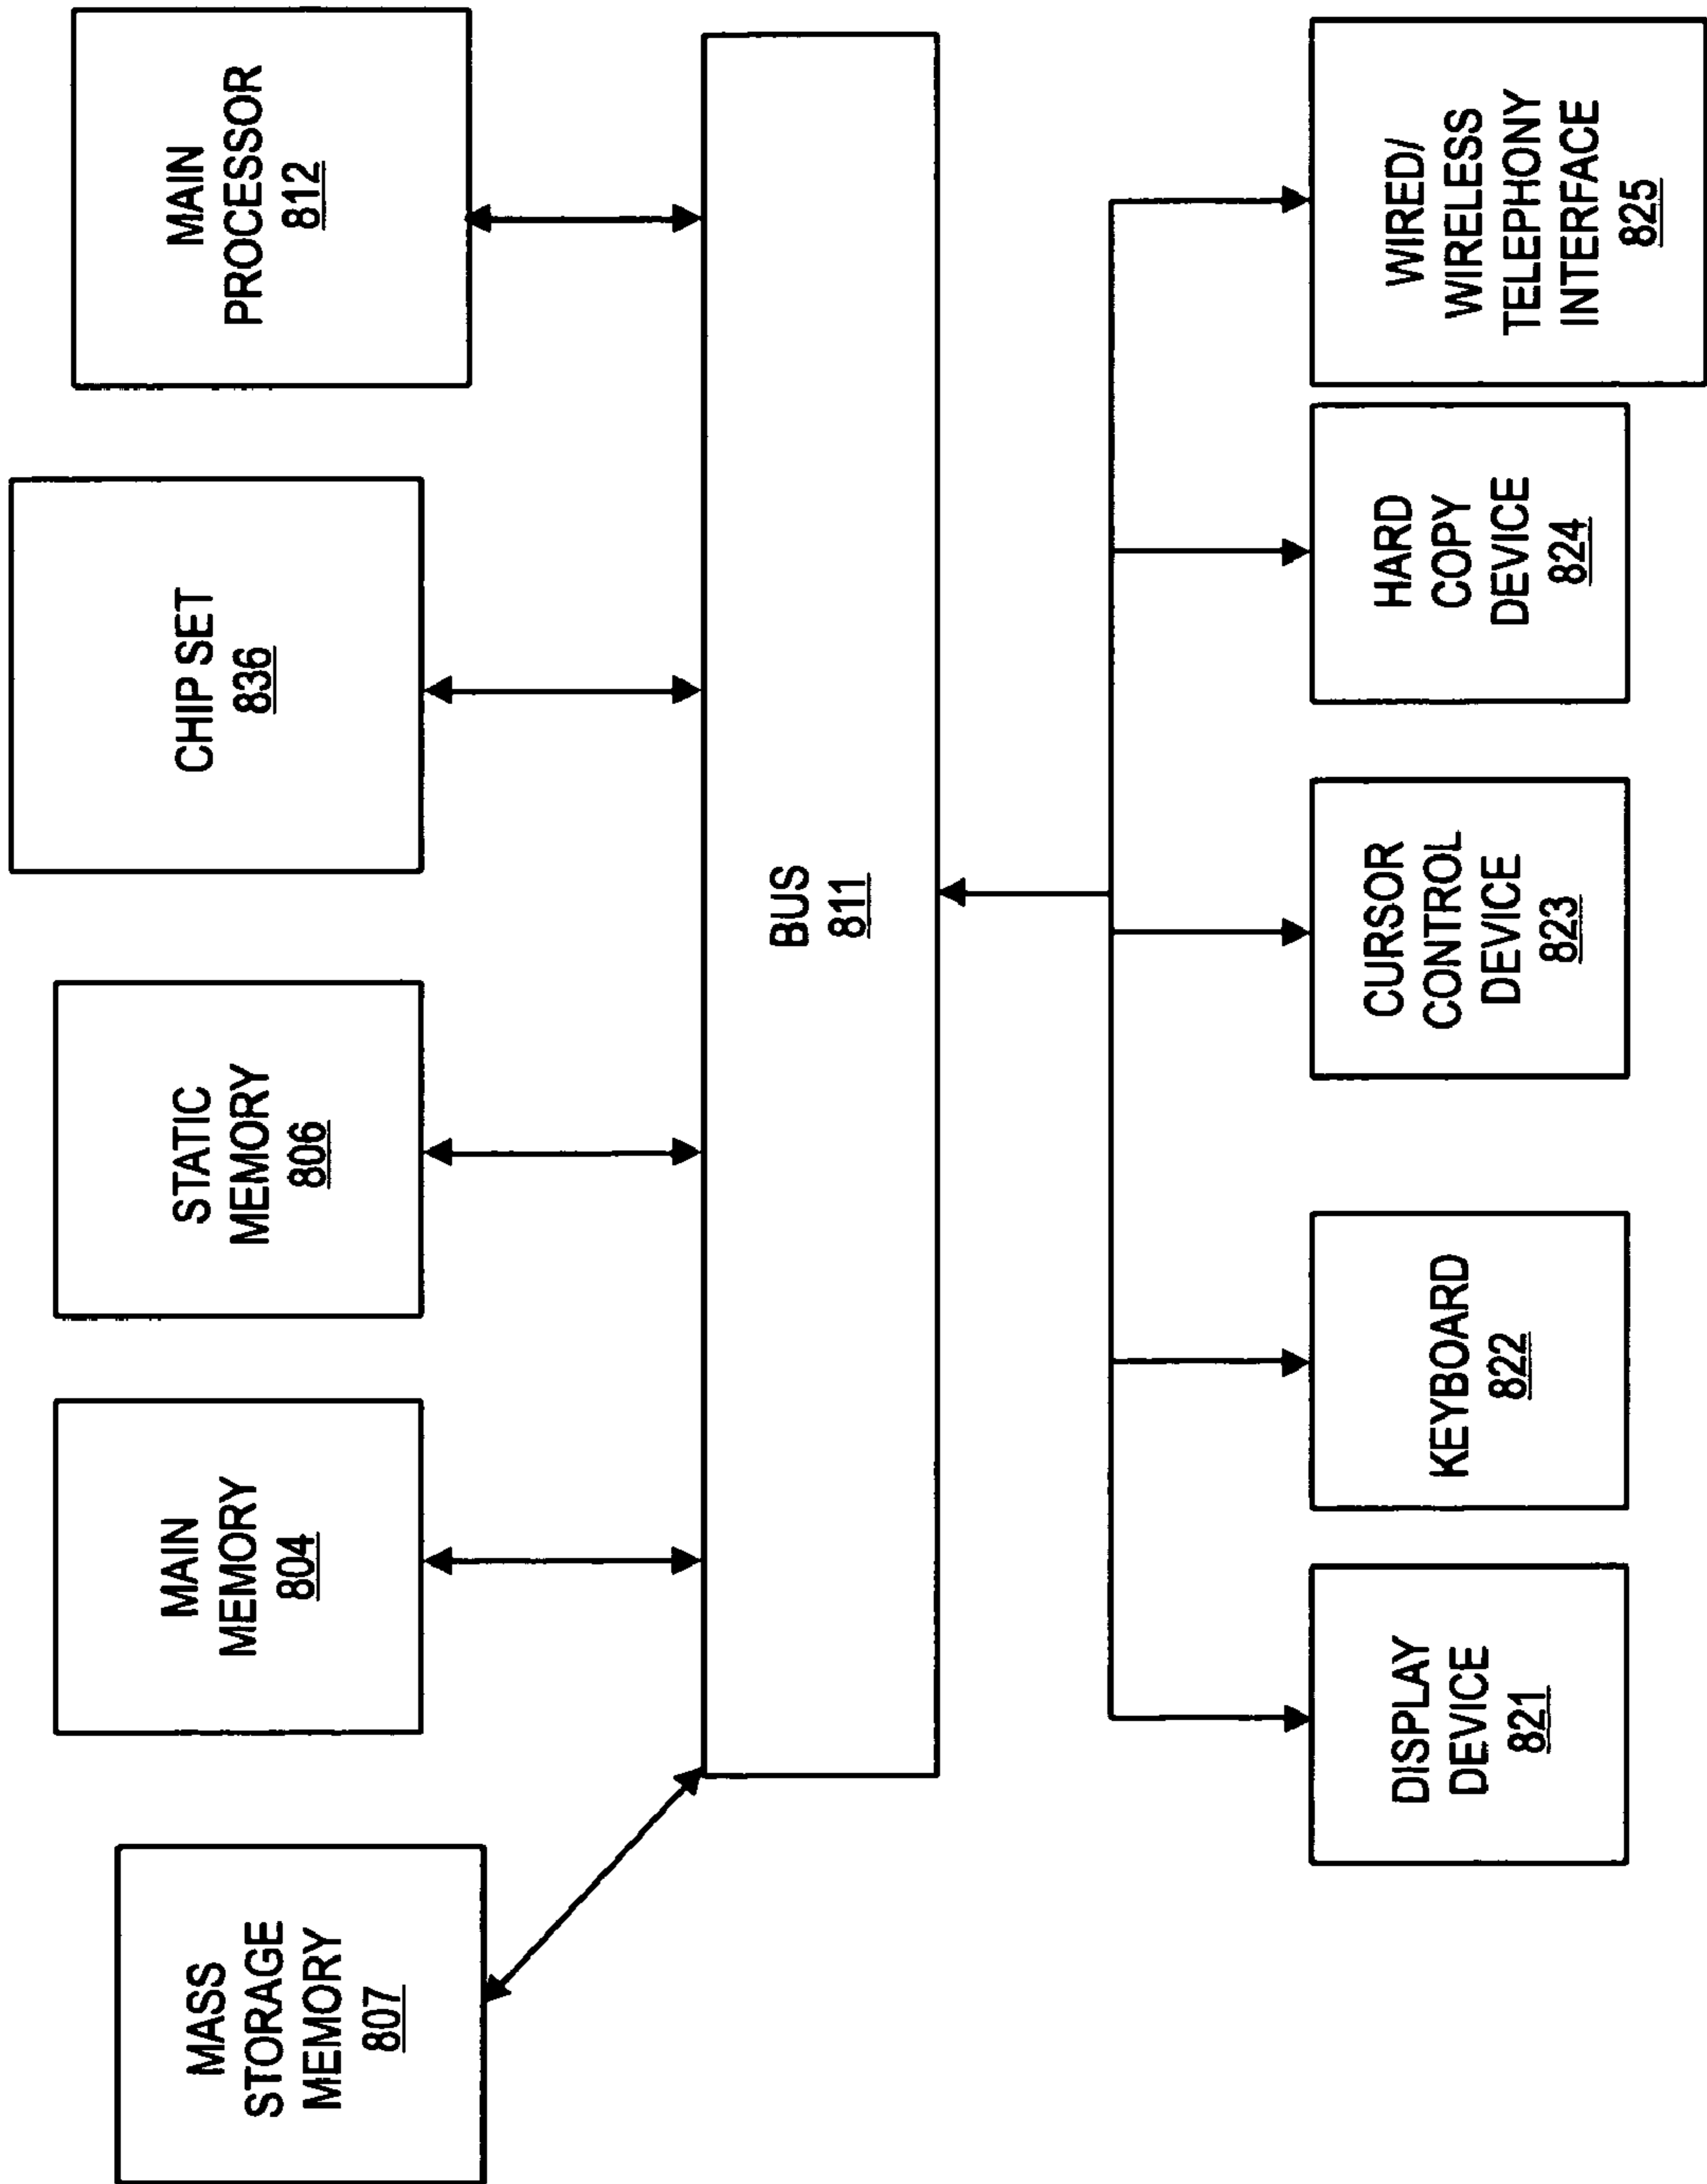 MASS
STORAGE
MEMORY
807
MAIN
MEMORY
804
STATIC
MEMORY
806
CHIP SET
836
MAIN
PROCESSOR
812
BUS
811
DISPLAY
DEVICE
821
KEYBOARD
822
CURSOR
CONTROL
DEVICE
823
HARD
COPY
DEVICE
824
WIRED/
WIRELESS
TELEPHONY
INTERFACE
825